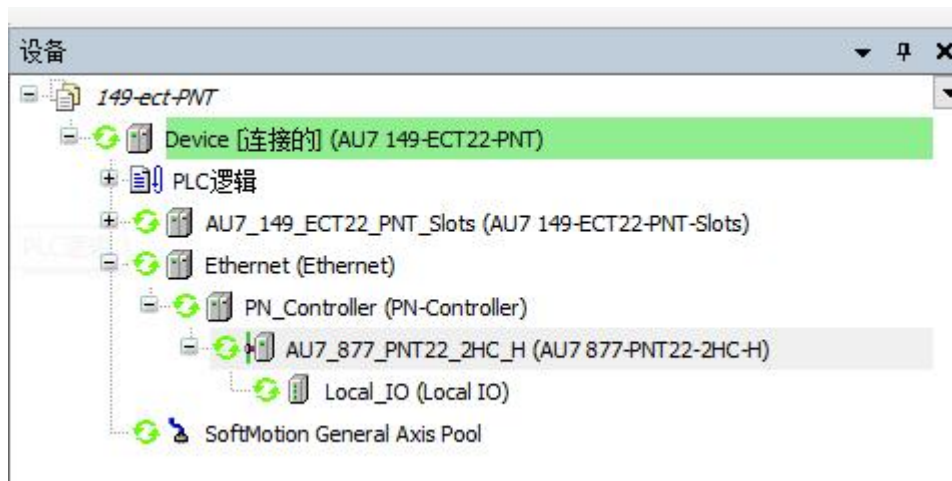 设备
149-ect-PNT
Device [连接的] (AU7 149-ECT22-PNT)
PLC逻辑
AU7_149_ECT22_PNT_Slots (AU7 149-ECT22-PNT-Slots)
Ethernet (Ethernet)
PN_Controller (PN-Controller)
AU7_877_PNT22_2HC_H (AU7 877-PNT22-2HC-H)
Local_IO (Local IO)
SoftMotion General Axis Pool